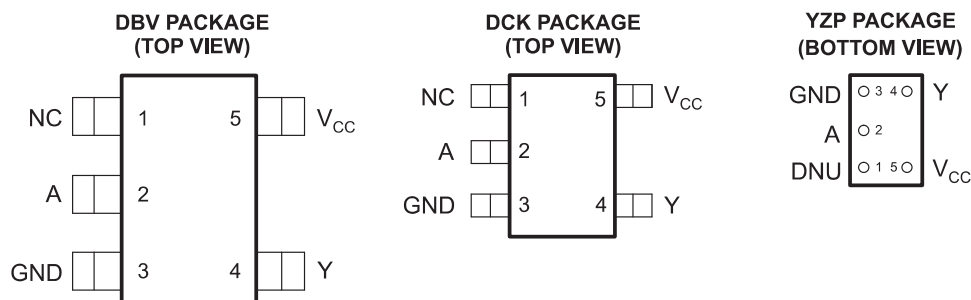 DBV PACKAGE
(TOP VIEW)
NC 1 5 VCC
A 2
GND 3 4 Y
DCK PACKAGE
(TOP VIEW)
NC 1 5 VCC
A 2
GND 3 4 Y
YZP PACKAGE
(BOTTOM VIEW)
GND 3 4 Y
A 2
DNU 1 5 VCC